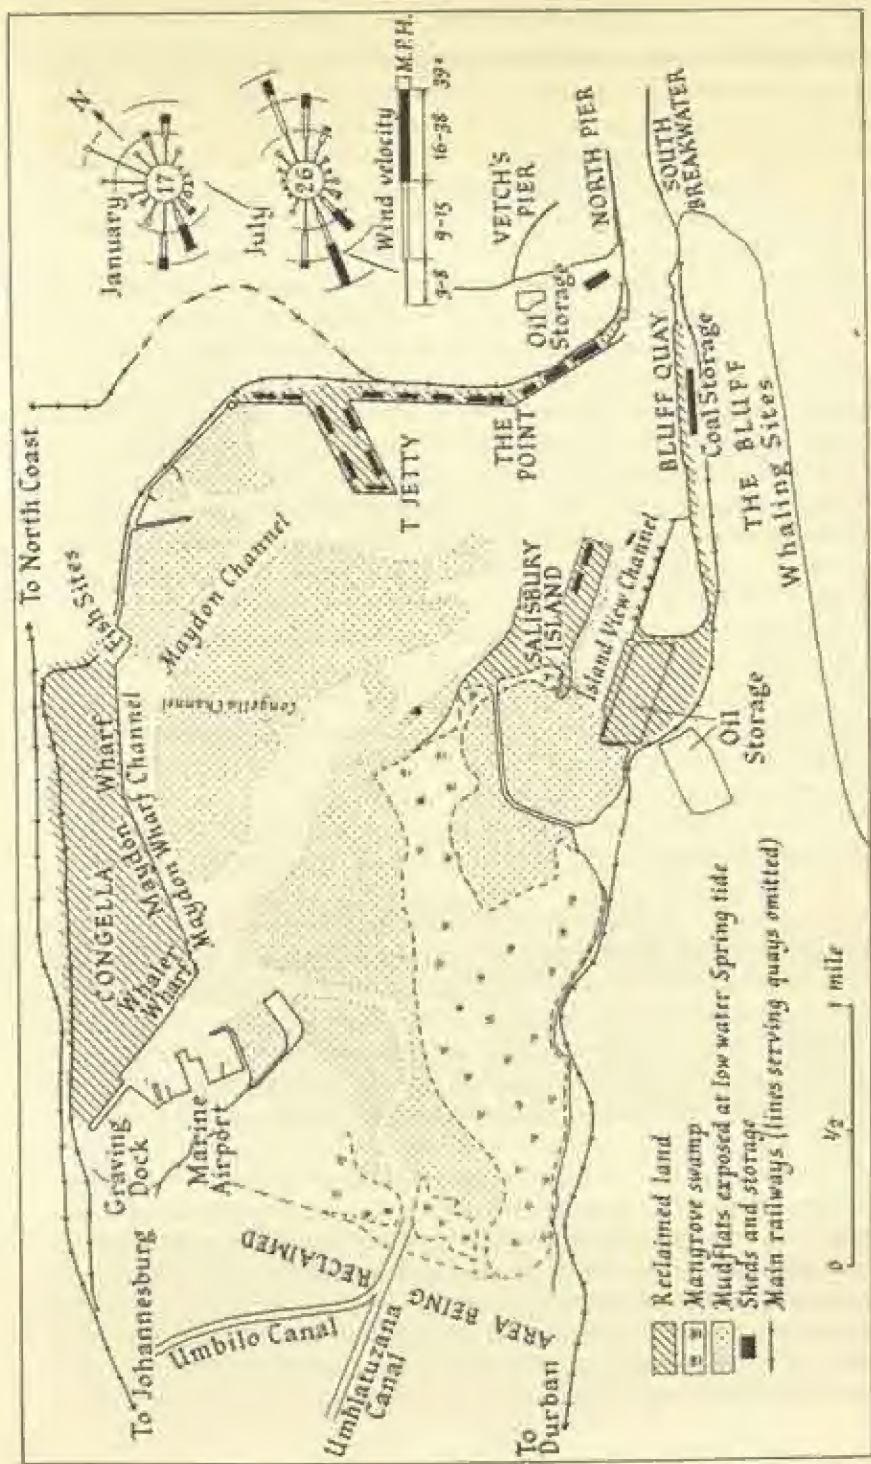 To North Coast
January
N
17
July
26
Wind velocity
M.P.H.
9-15
16-38
39+
Fish Sites
Maydon Channel
Congella Channel
CONGELLA
Maydon Wharf
Maydon Wharf Channel
Whaler
Wharf
Graving
Dock
Marine
Airport
To Johannesburg
Umbilo Canal
Umhlatuzana
Canal
AREA BEING
RECLAIMED
To
Durban
T JETTY
THE
POINT
Oil
Storage
VETCH'S
PIER
NORTH PIER
SOUTH
BREAKWATER
SALISBURY
ISLAND
Island View Channel
BLUFF QUAY
Coal Storage
THE BLUFF
Whaling Sites
Oil
Storage
Reclaimed land
Mangrove swamp
Mudflats exposed at low water Spring tide
Sheds and storage
Main railways (lines serving quays omitted)
0
1/2
1 mile